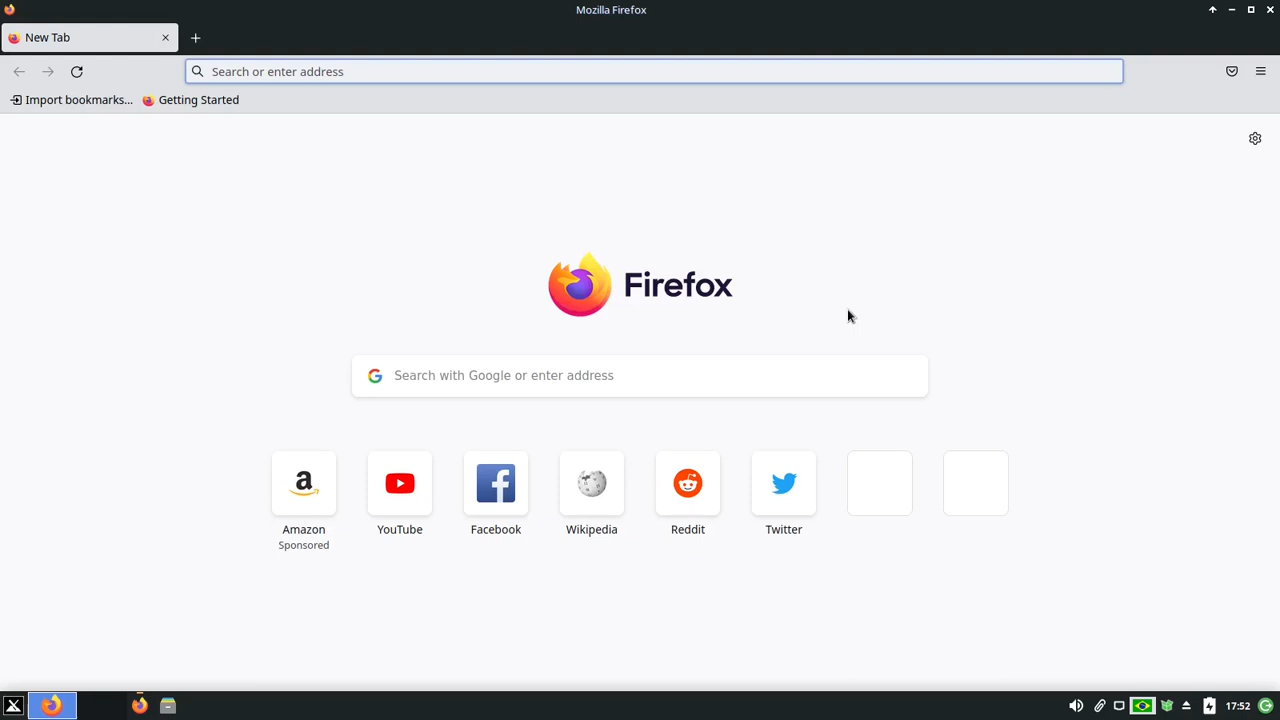 Mozilla Firefox
New Tab
Search or enter address
Import bookmarks...
Getting Started
Firefox
Search with Google or enter address
Amazon
Sponsored
YouTube
Facebook
Wikipedia
Reddit
Twitter
17:52